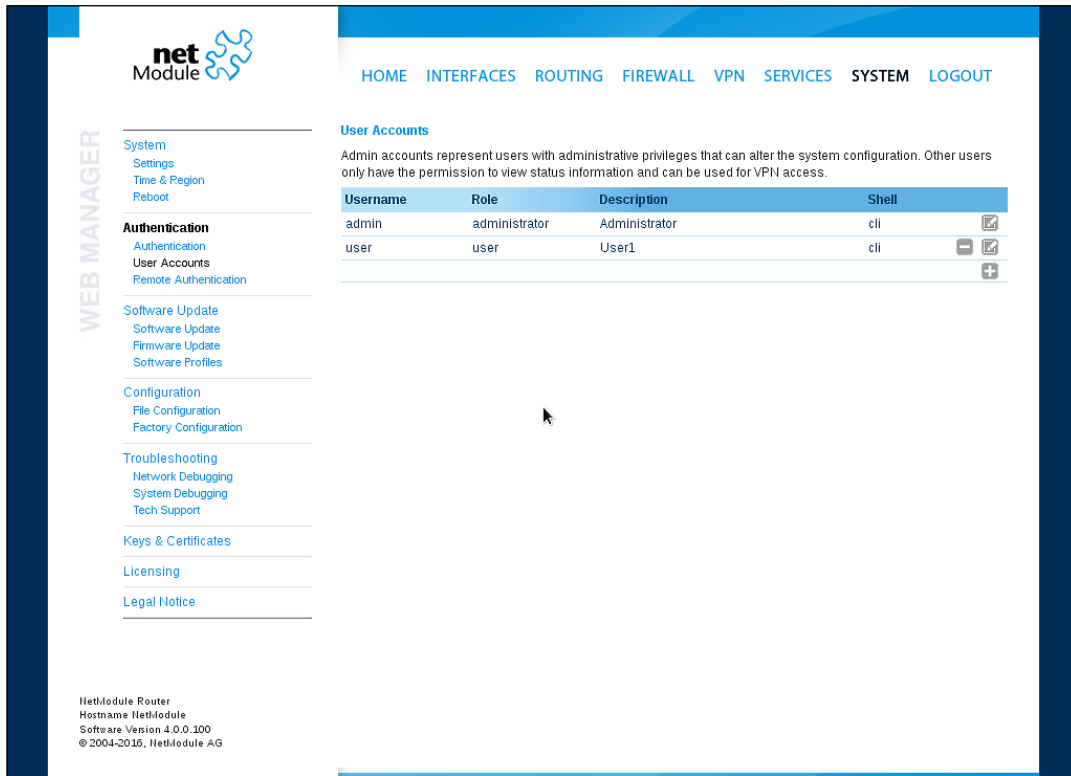 net
Module
HOME INTERFACES ROUTING FIREWALL VPN SERVICES SYSTEM LOGOUT
WEB MANAGER
System
Settings
Time & Region
Reboot
Authentication
Authentication
User Accounts
Remote Authentication
Software Update
Software Update
Firmware Update
Software Profiles
Configuration
File Configuration
Factory Configuration
Troubleshooting
Network Debugging
System Debugging
Tech Support
Keys & Certificates
Licensing
Legal Notice
User Accounts
Admin accounts represent users with administrative privileges that can alter the system configuration. Other users
only have the permission to view status information and can be used for VPN access.
Username Role Description Shell
admin administrator Administrator cli
user user User1 cli
NetModule Router
Hostname NetModule
Software Version 4.0.0.100
© 2004-2016, NetModule AG